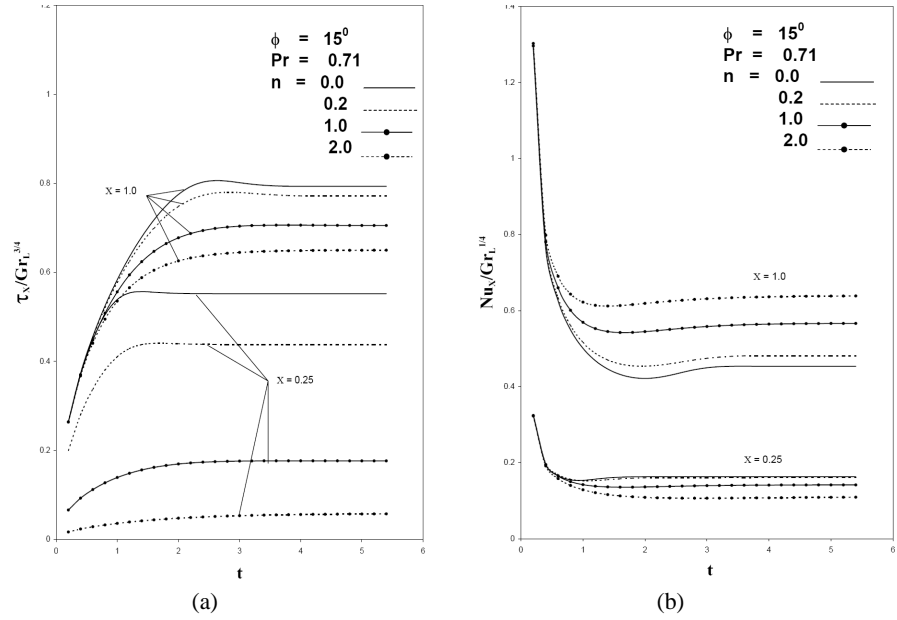 1.2
1
0.8
0.6
0.4
0.2
0
0 1 2 3 4 5 6
τX/GrL3/4
t
ϕ = 15⁰
Pr = 0.71
n = 0.0
0.2
1.0
2.0
X = 1.0
X = 0.25
(a)
1.4
1.2
1
0.8
0.6
0.4
0.2
0
0 1 2 3 4 5 6
NuX/GrL1/4
t
ϕ = 15⁰
Pr = 0.71
n = 0.0
0.2
1.0
2.0
X = 1.0
X = 0.25
(b)